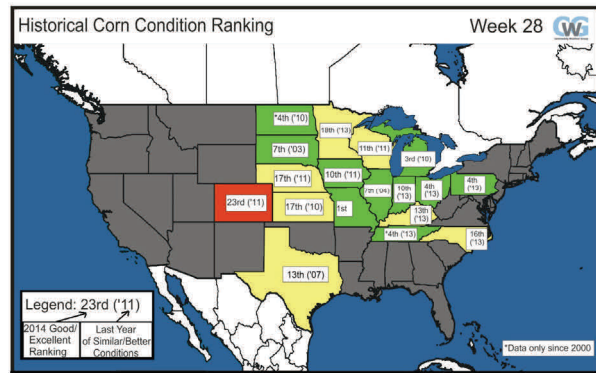 Historical Corn Condition Ranking
Week 28
*4th ('10)
7th ('03)
17th ('11)
23rd ('11)
17th ('10)
13th ('07)
('13)
11th ('11)
3rd ('10)
10th ('11)
1st
10th
('13)
4th
('13)
4th
('13)
13th
('13)
*4th ('13)
16th
('13)
Legend: 23rd ('11)
2014 Good/
Excellent
Ranking
Last Year
of Similar/Better
Conditions
*Data only since 2000